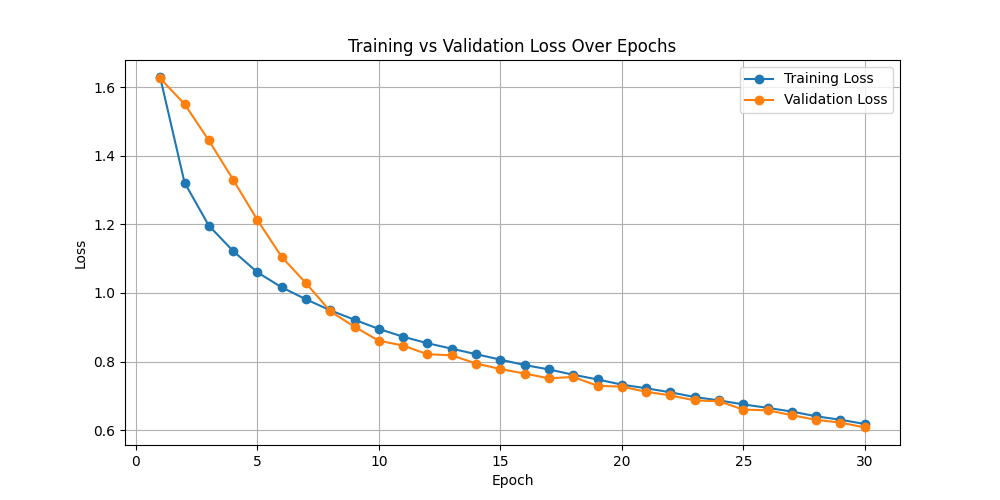 Training vs Validation Loss Over Epochs
Training Loss
Validation Loss
Loss
1.6
1.4
1.2
1.0
0.8
0.6
0 5 10 15 20 25 30
Epoch